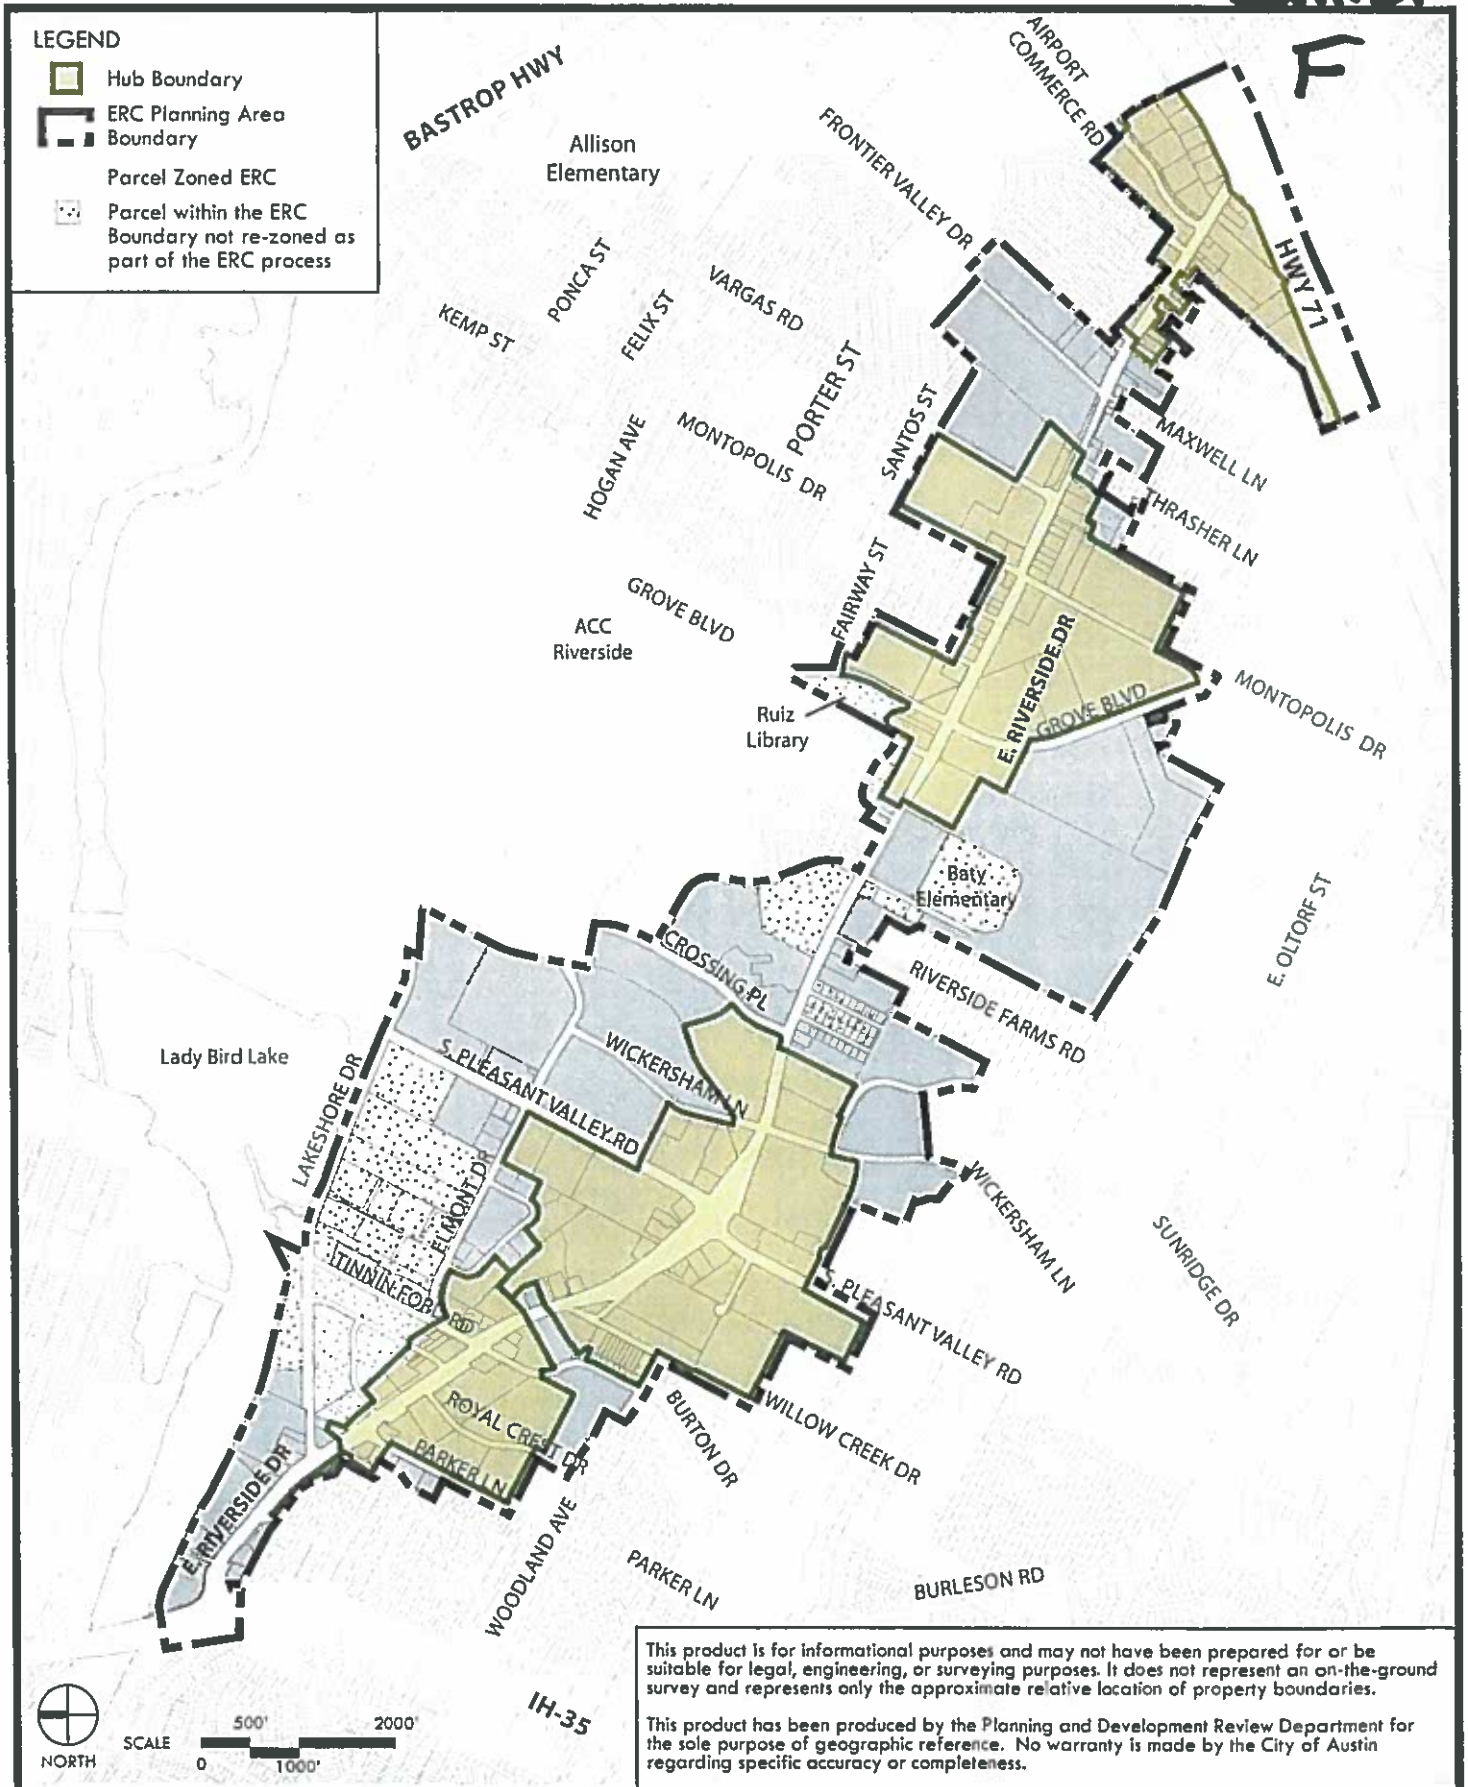 F
LEGEND
Hub Boundary
ERC Planning Area
Boundary
Parcel Zoned ERC
Parcel within the ERC
Boundary not re-zoned as
part of the ERC process
BASTROP HWY
Allison
Elementary
AIRPORT
COMMERCE RD
FRONTIER VALLEY DR
HWY 71
PONCA ST
KEMP ST
FELIX ST
VARGAS RD
PORTER ST
SANTOS ST
HOGAN AVE
MONTOPOLIS DR
MAXWELL LN
THRASHER LN
FAIRWAY ST
GROVE BLVD
ACC
Riverside
E. RIVERSIDE DR
GROVE BLVD
MONTOPOLIS DR
Ruiz
Library
Baty
Elementary
E. OLTORF ST
CROSSING PL
RIVERSIDE FARMS RD
Lady Bird Lake
LAKESHORE DR
S. PLEASANT VALLEY RD
WICKERSHAM LN
ELMONT DR
WICKERSHAM LN
SUNRIDGE DR
TINNIN FORD RD
S. PLEASANT VALLEY RD
ROYAL CREST DR
PARKER LN
BURTON DR
WILLOW CREEK DR
E. RIVERSIDE DR
WOODLAND AVE
PARKER LN
BURLESON RD
IH-35
NORTH
SCALE
500' 2000'
0 1000'
This product is for informational purposes and may not have been prepared for or be
suitable for legal, engineering, or surveying purposes. It does not represent an on-the-ground
survey and represents only the approximate relative location of property boundaries.
This product has been produced by the Planning and Development Review Department for
the sole purpose of geographic reference. No warranty is made by the City of Austin
regarding specific accuracy or completeness.